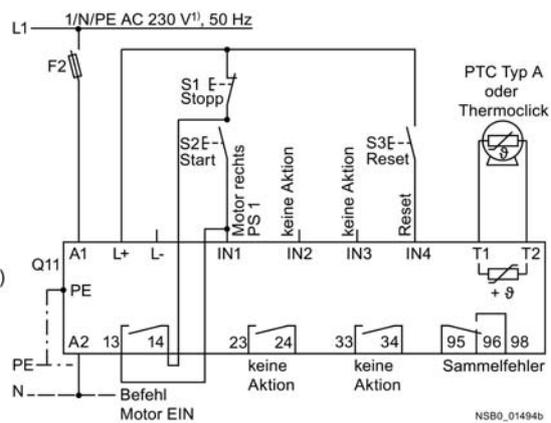 1/N/PE AC 230 V¹⁾, 50 Hz
L1
F2
PTC Typ A
oder
Thermoclick
S1
Stopp
S2
Start
S3
Reset
Motor rechts
PS 1
keine Aktion
keine Aktion
Reset
ϑ
A1 L+ L- IN1 IN2 IN3 IN4 T1 T2
Q11
)
PE
+ ϑ
A2 13 14 23 24 33 34 95 96 98
PE
keine
Aktion
keine
Aktion
Sammelfehler
N
Befehl
Motor EIN
NSB0_01494b